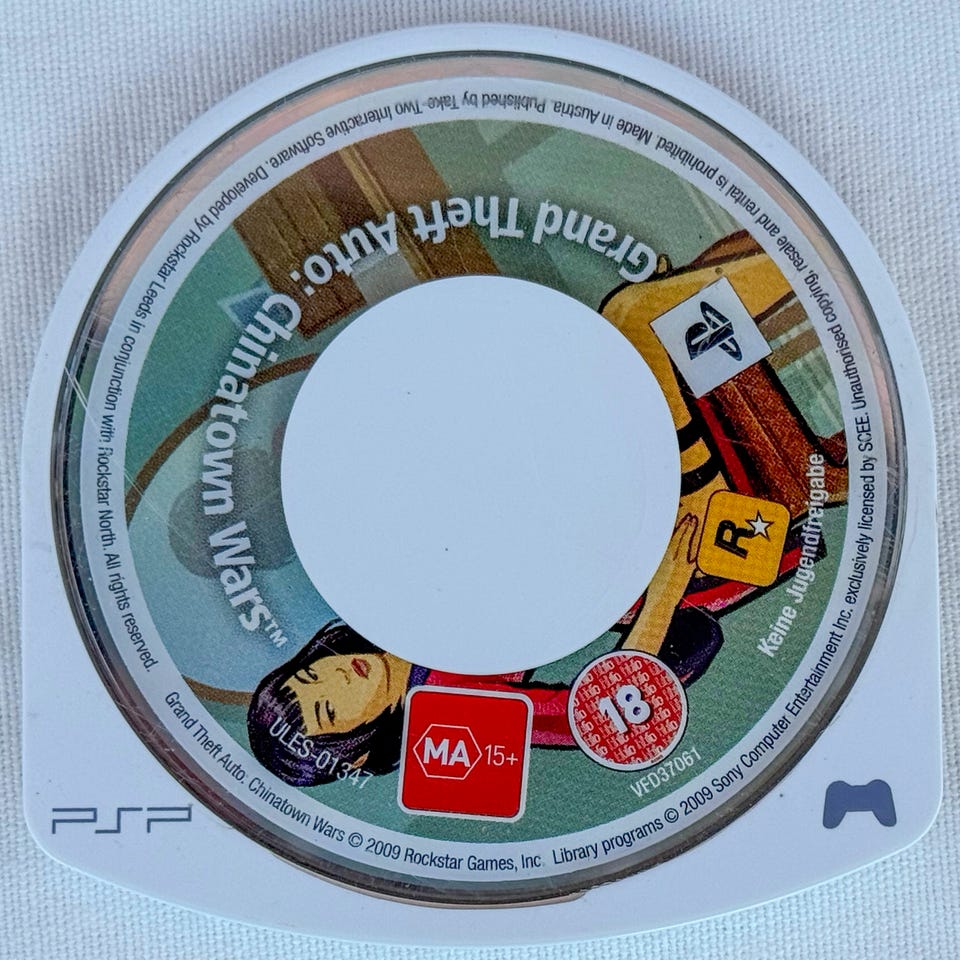 Grand Theft Auto: Chinatown Wars™
Grand Theft Auto: Chinatown Wars © 2009 Rockstar Games, Inc. Library programs © 2009 Sony Computer Entertainment Inc. exclusively licensed by SCEE. Unauthorised copying, resale and rental is prohibited. Made in Austria. Published by Take-Two Interactive Software. Developed by Rockstar Leeds in conjunction with Rockstar North. All rights reserved.
R
Keine Jugendfreigabe
ULES-01347
MA 15+
18
VFD37061
PSP